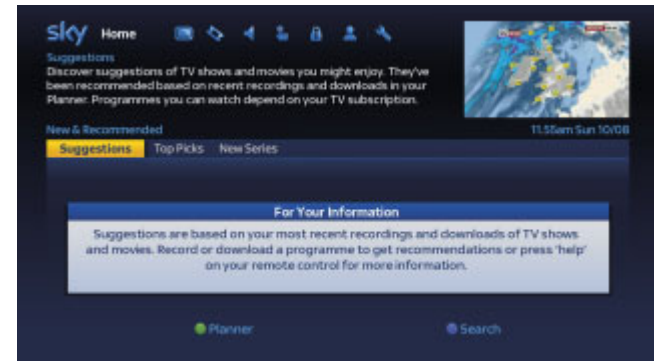 sky Home
Suggestions
Discover suggestions of TV shows and movies you might enjoy. They've
been recommended based on recent recordings and downloads in your
Planner. Programmes you can watch depend on your TV subscription.
New & Recommended
11.55am Sun 10/08
Suggestions Top Picks New Series
For Your Information
Suggestions are based on your most recent recordings and downloads of TV shows
and movies. Record or download a programme to get recommendations or press 'help'
on your remote control for more information.
Planner Search